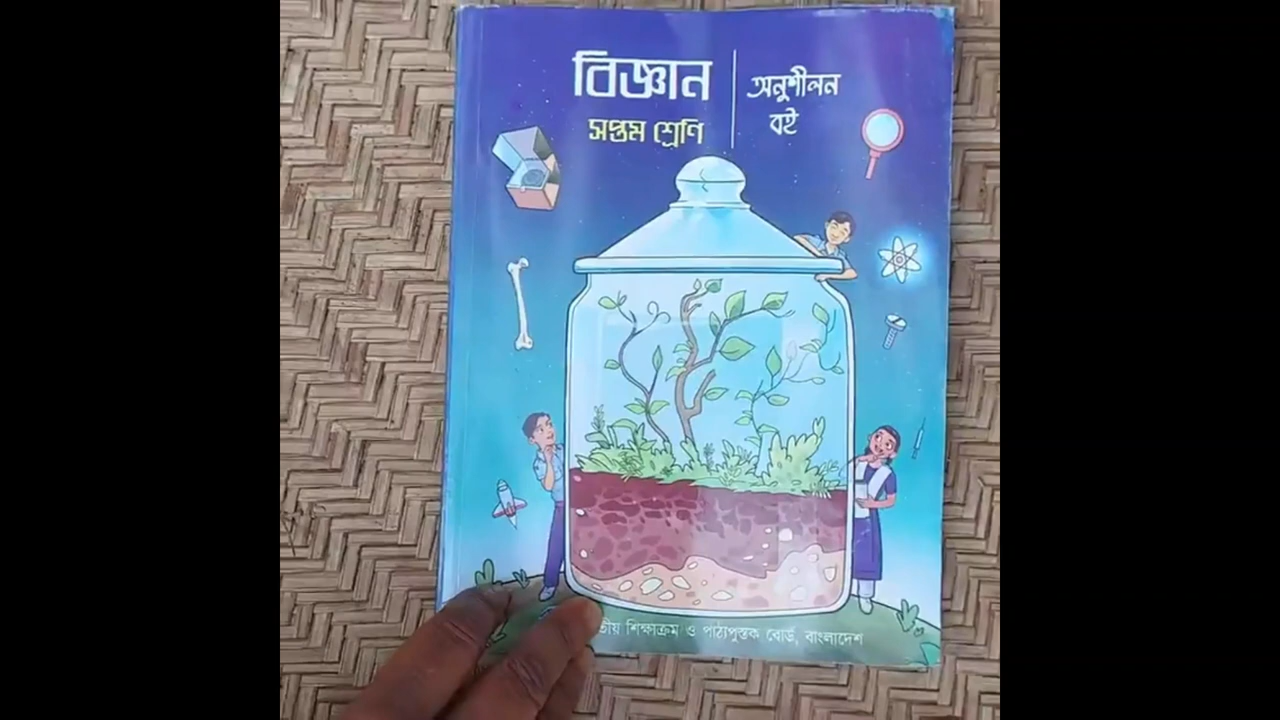 বিজ্ঞান
সপ্তম শ্রেণি
অনুশীলন
বই
শিক্ষাক্রম ও পাঠ্যপুস্তক বোর্ড, বাংলাদেশ